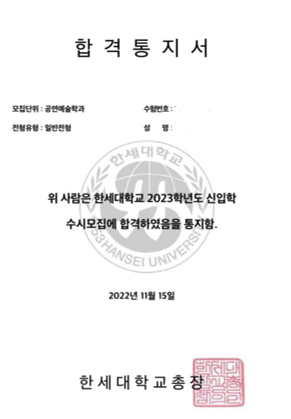 합격통지서
모집단위 : 공연예술학과 수험번호 :
전형유형 : 일반전형 성 명 :
한세대학교
위 사람은 한세대학교 2023학년도 신입학
수시모집에 합격하였음을 통지함.
HANSEI UNIVERSITY
2022년 11월 15일
한세대학교총장